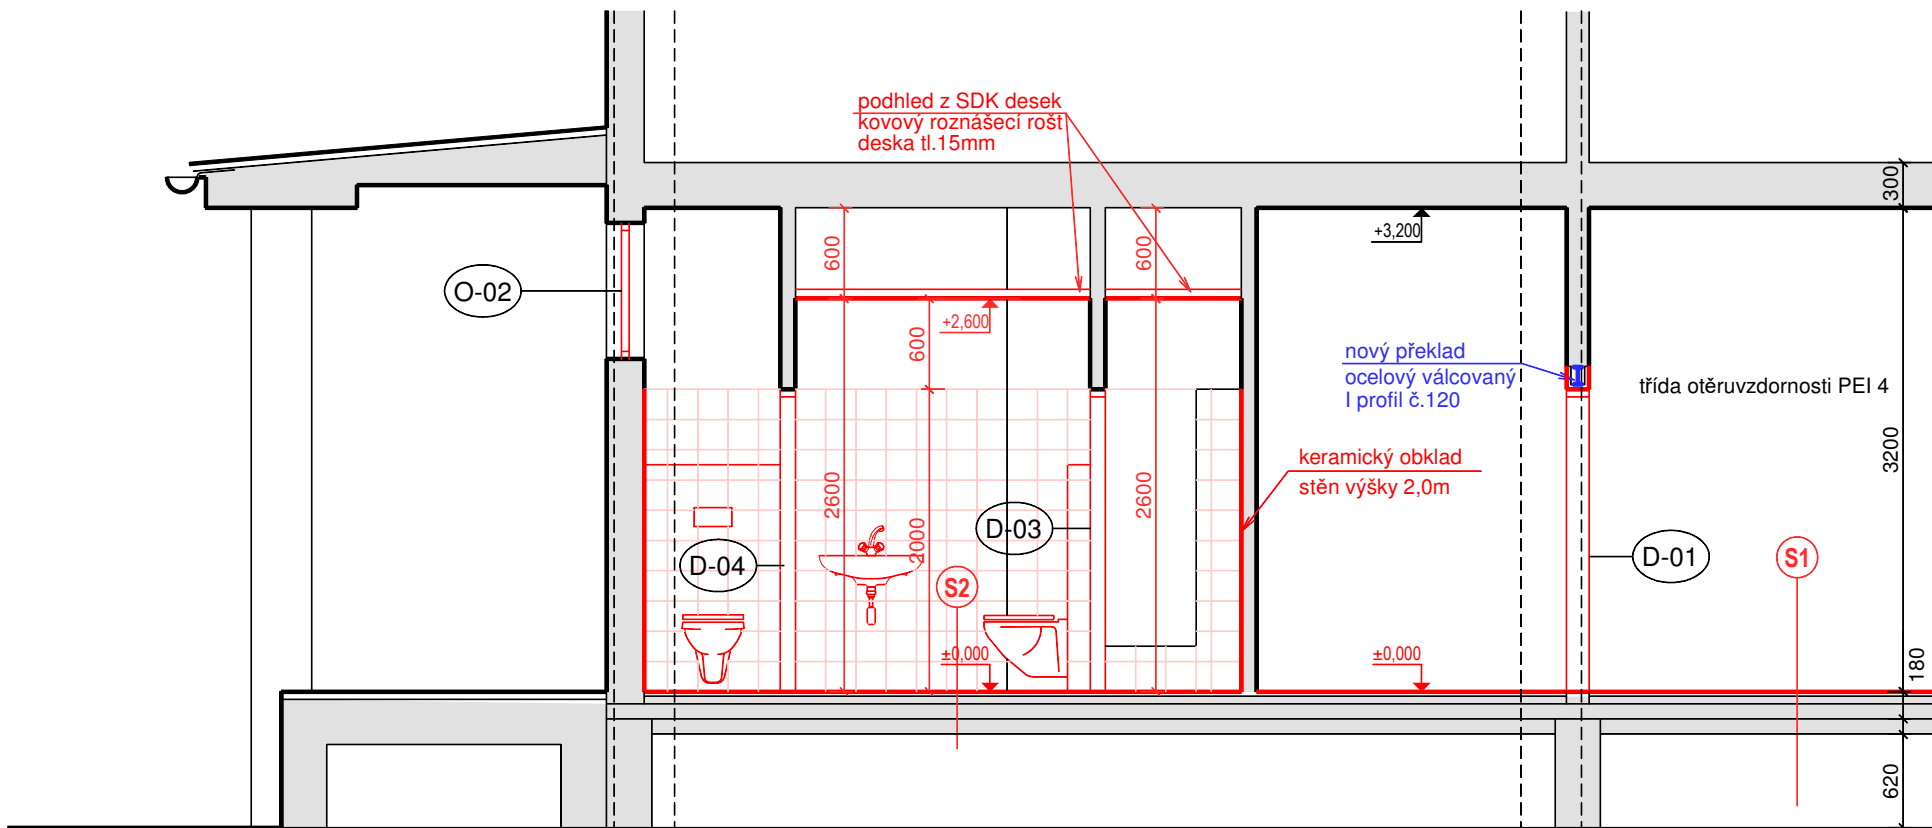 podhled z SDK desek
kovový roznášecí rošt
deska tl.15mm
300
600
600
+3,200
O-02
+2,600
600
nový překlad
ocelový válcovaný
I profil č.120
třída otěruvzdornosti PEI 4
3200
keramický obklad
stěn výšky 2,0m
2600
2600
2000
D-03
D-04
S2
D-01
S1
±0,000
±0,000
180
620